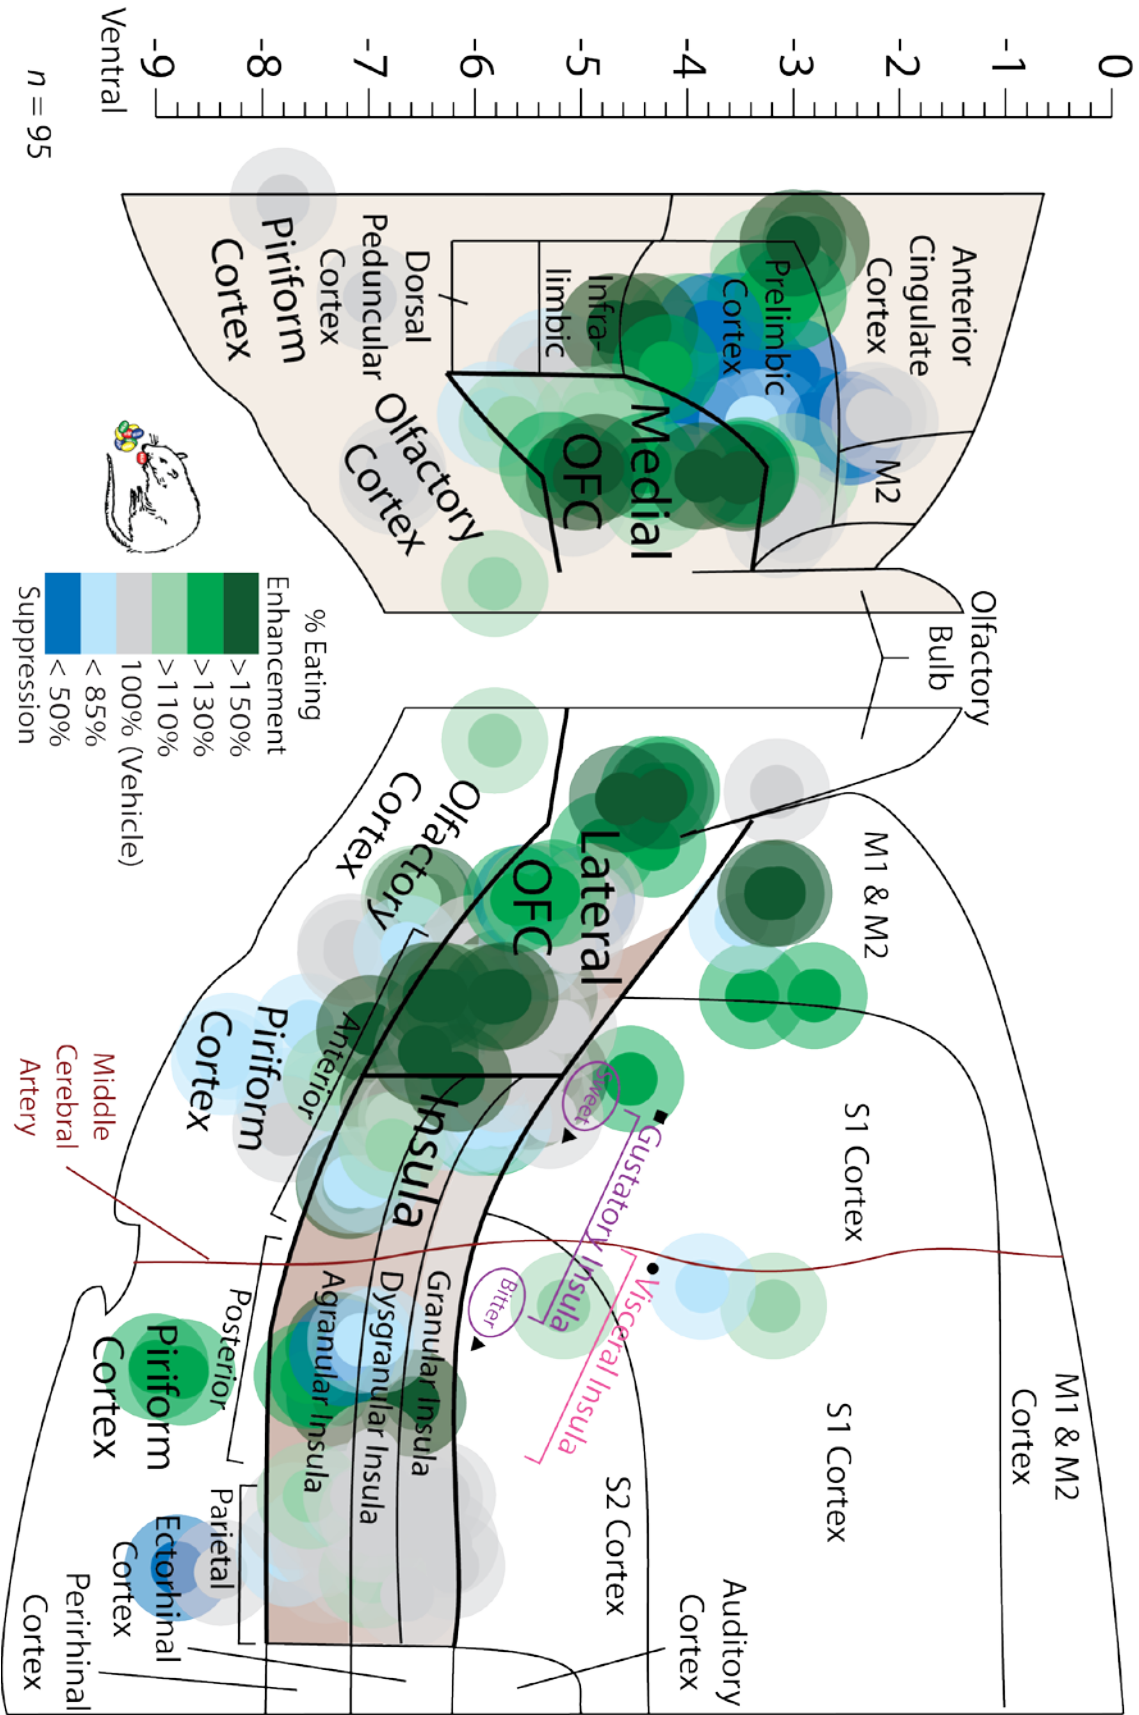 0
-1
-2
-3
-4
-5
-6
-7
-8
-9
Ventral
n = 95
Anterior
Cingulate
Cortex
M2
Prelimbic
Cortex
Infra-
limbic
Medial
OFC
Dorsal
Peduncular
Cortex
Piriform
Cortex
Olfactory
Cortex
Olfactory
Bulb
% Eating
Enhancement
>150%
>130%
>110%
100% (Vehicle)
< 85%
< 50%
Suppression
M1 & M2
Lateral
OFC
Olfactory
Cortex
S1 Cortex
Sweet
Gustatory Insula
Visceral Insula
Bitter
Insula
Anterior
Piriform
Cortex
Middle
Cerebral
Artery
Granular Insula
Dysgranular Insula
Agranular Insula
Posterior
Piriform
Cortex
M1 & M2
Cortex
S1 Cortex
S2 Cortex
Auditory
Cortex
Parietal
Ectorhinal
Cortex
Perirhinal
Cortex